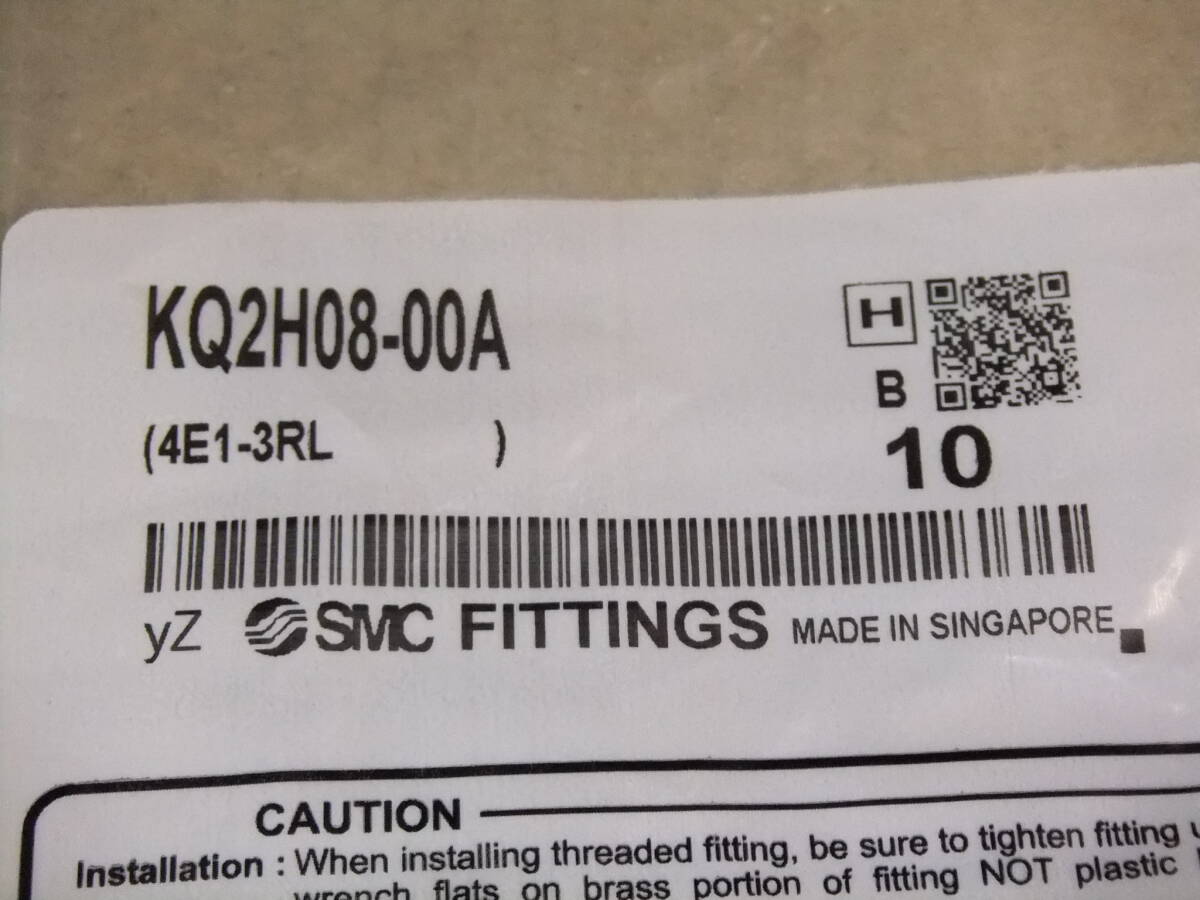 KQ2H08-00A
H
B
(4E1-3RL )
10
yZ SMC FITTINGS MADE IN SINGAPORE
CAUTION
Installation : When installing threaded fitting, be sure to tighten fitting
wrench flats on brass portion of fitting NOT plastic